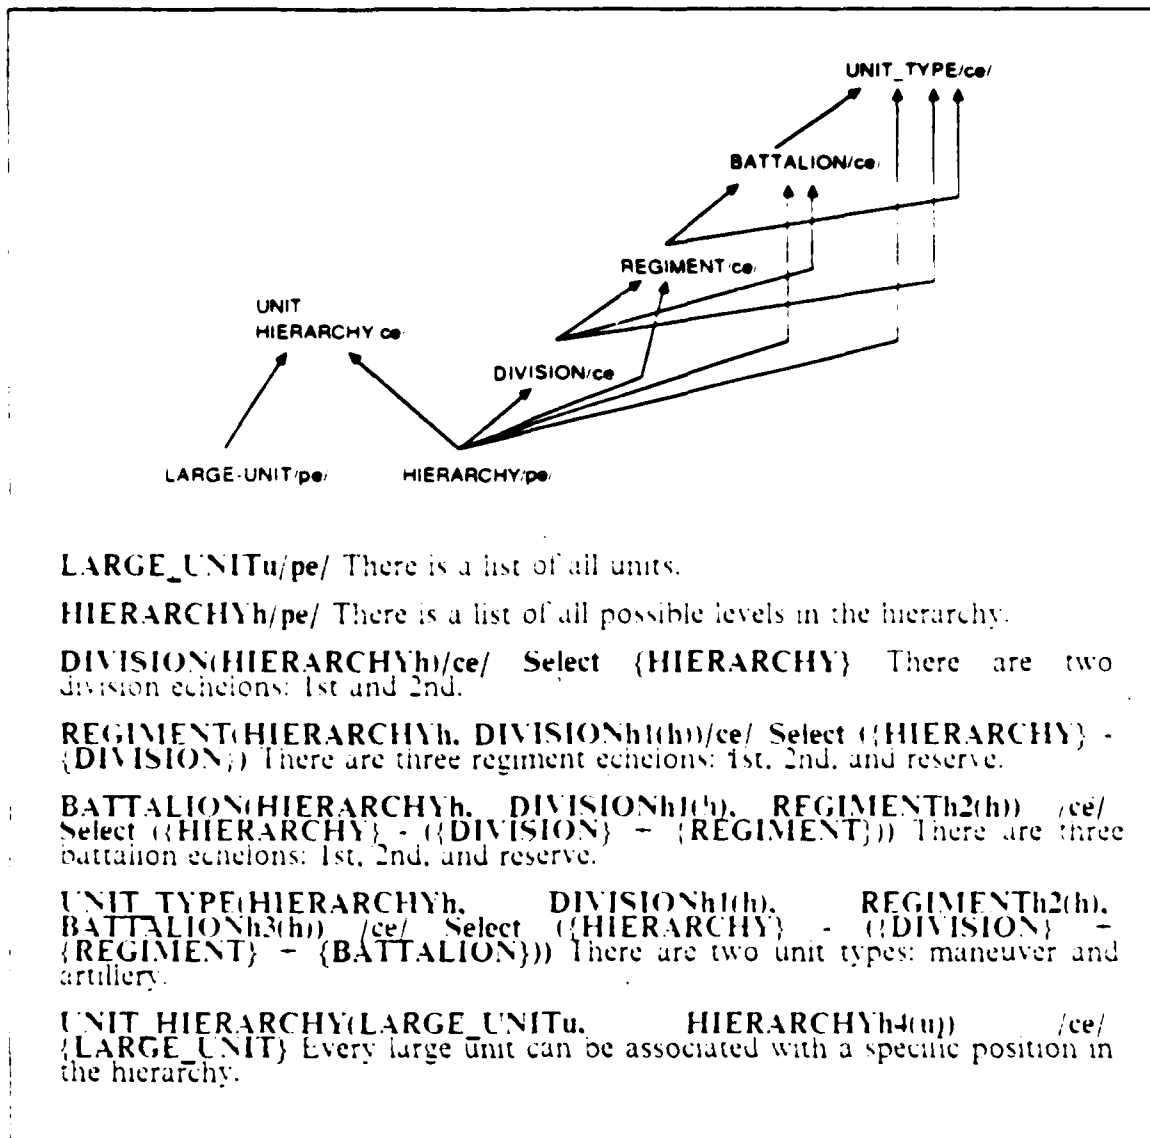 UNIT_TYPE/ce/
BATTALION/ce/
REGIMENT/ce/
UNIT
HIERARCHY/ce/
DIVISION/ce
LARGE-UNIT/pe/ HIERARCHY/pe/
LARGE_UNITu/pe/ There is a list of all units.
HIERARCHYh/pe/ There is a list of all possible levels in the hierarchy.
DIVISION(HIERARCHYh)/ce/ Select {HIERARCHY} There are two
division echelons: 1st and 2nd.
REGIMENT(HIERARCHYh, DIVISIONh1(h))/ce/ Select ({HIERARCHY} -
{DIVISION}) There are three regiment echelons: 1st, 2nd, and reserve.
BATTALION(HIERARCHYh, DIVISIONh1(h), REGIMENTh2(h)) /ce/
Select ({HIERARCHY} - ({DIVISION} + {REGIMENT})) There are three
battalion echelons: 1st, 2nd, and reserve.
UNIT_TYPE(HIERARCHYh, DIVISIONh1(h), REGIMENTh2(h),
BATTALIONh3(h)) /ce/ Select ({HIERARCHY} - ({DIVISION} +
{REGIMENT} + {BATTALION})) There are two unit types: maneuver and
artillery.
UNIT_HIERARCHY(LARGE_UNITu, HIERARCHYh4(u)) /ce/
{LARGE_UNIT} Every large unit can be associated with a specific position in
the hierarchy.